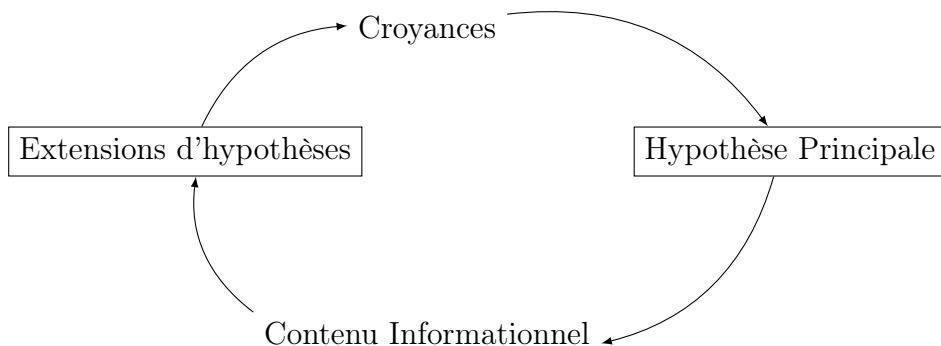 Croyances
Extensions d'hypothèses
Hypothèse Principale
Contenu Informationnel